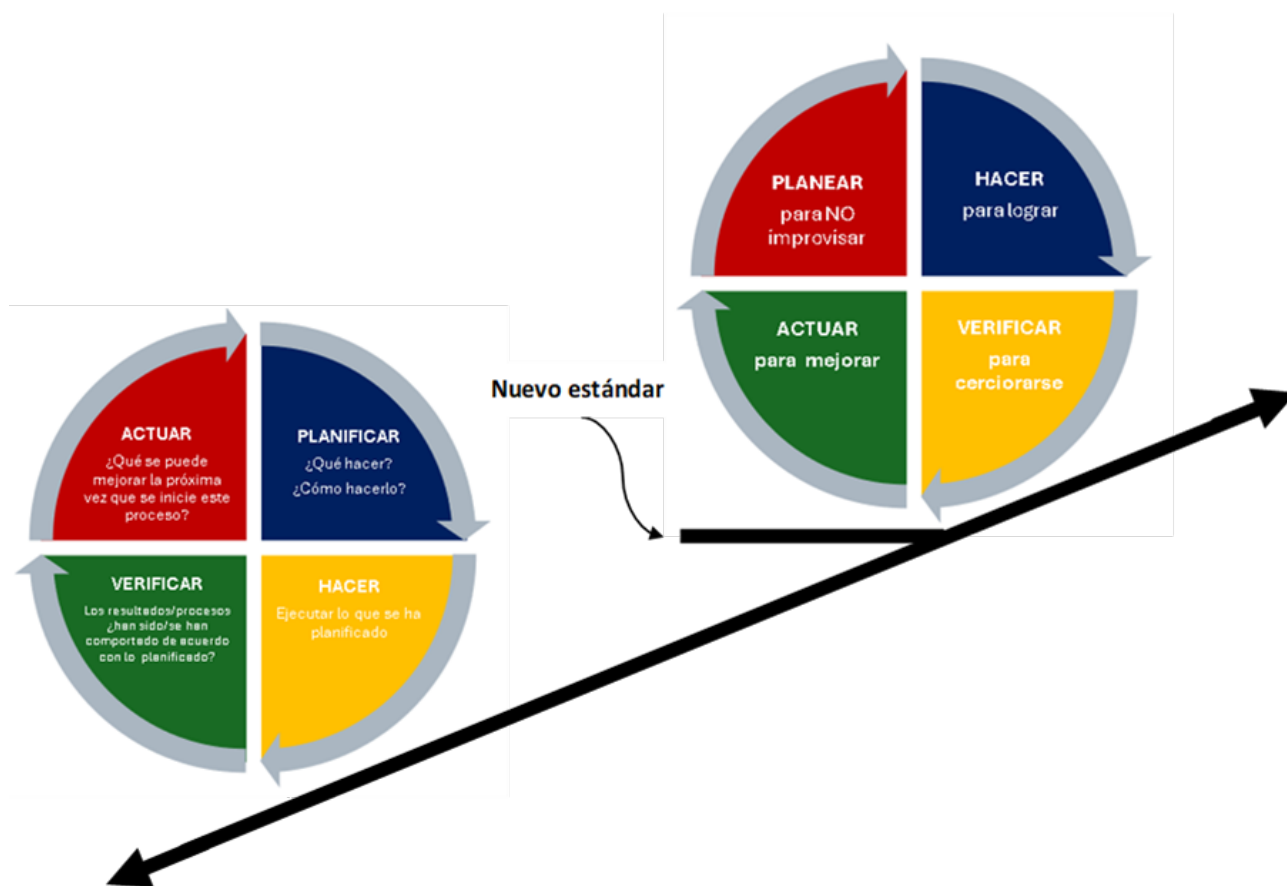 PLANEAR
para NO
improvisar
HACER
para lograr
ACTUAR
para mejorar
VERIFICAR
para
cerciorarse
Nuevo estándar
ACTUAR
¿Qué se puede
mejorar la próxima
vez que se inicie este
proceso?
PLANIFICAR
¿Qué hacer?
¿Cómo hacerlo?
VERIFICAR
Los resultados/procesos
¿han sido/se han
comportado de acuerdo
con lo planificado?
HACER
Ejecutar lo que se ha
planificado